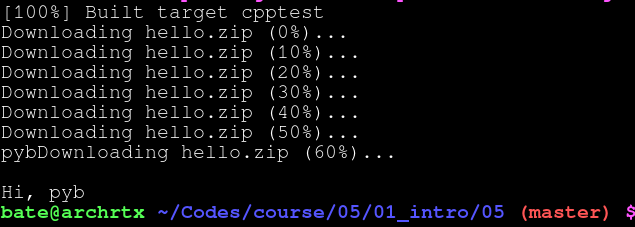 [100%] Built target cpptest
Downloading hello.zip (0%)...
Downloading hello.zip (10%)...
Downloading hello.zip (20%)...
Downloading hello.zip (30%)...
Downloading hello.zip (40%)...
Downloading hello.zip (50%)...
pybDownloading hello.zip (60%)...
Hi, pyb
bate@archrtx ~/Codes/course/05/01_intro/05 (master) $